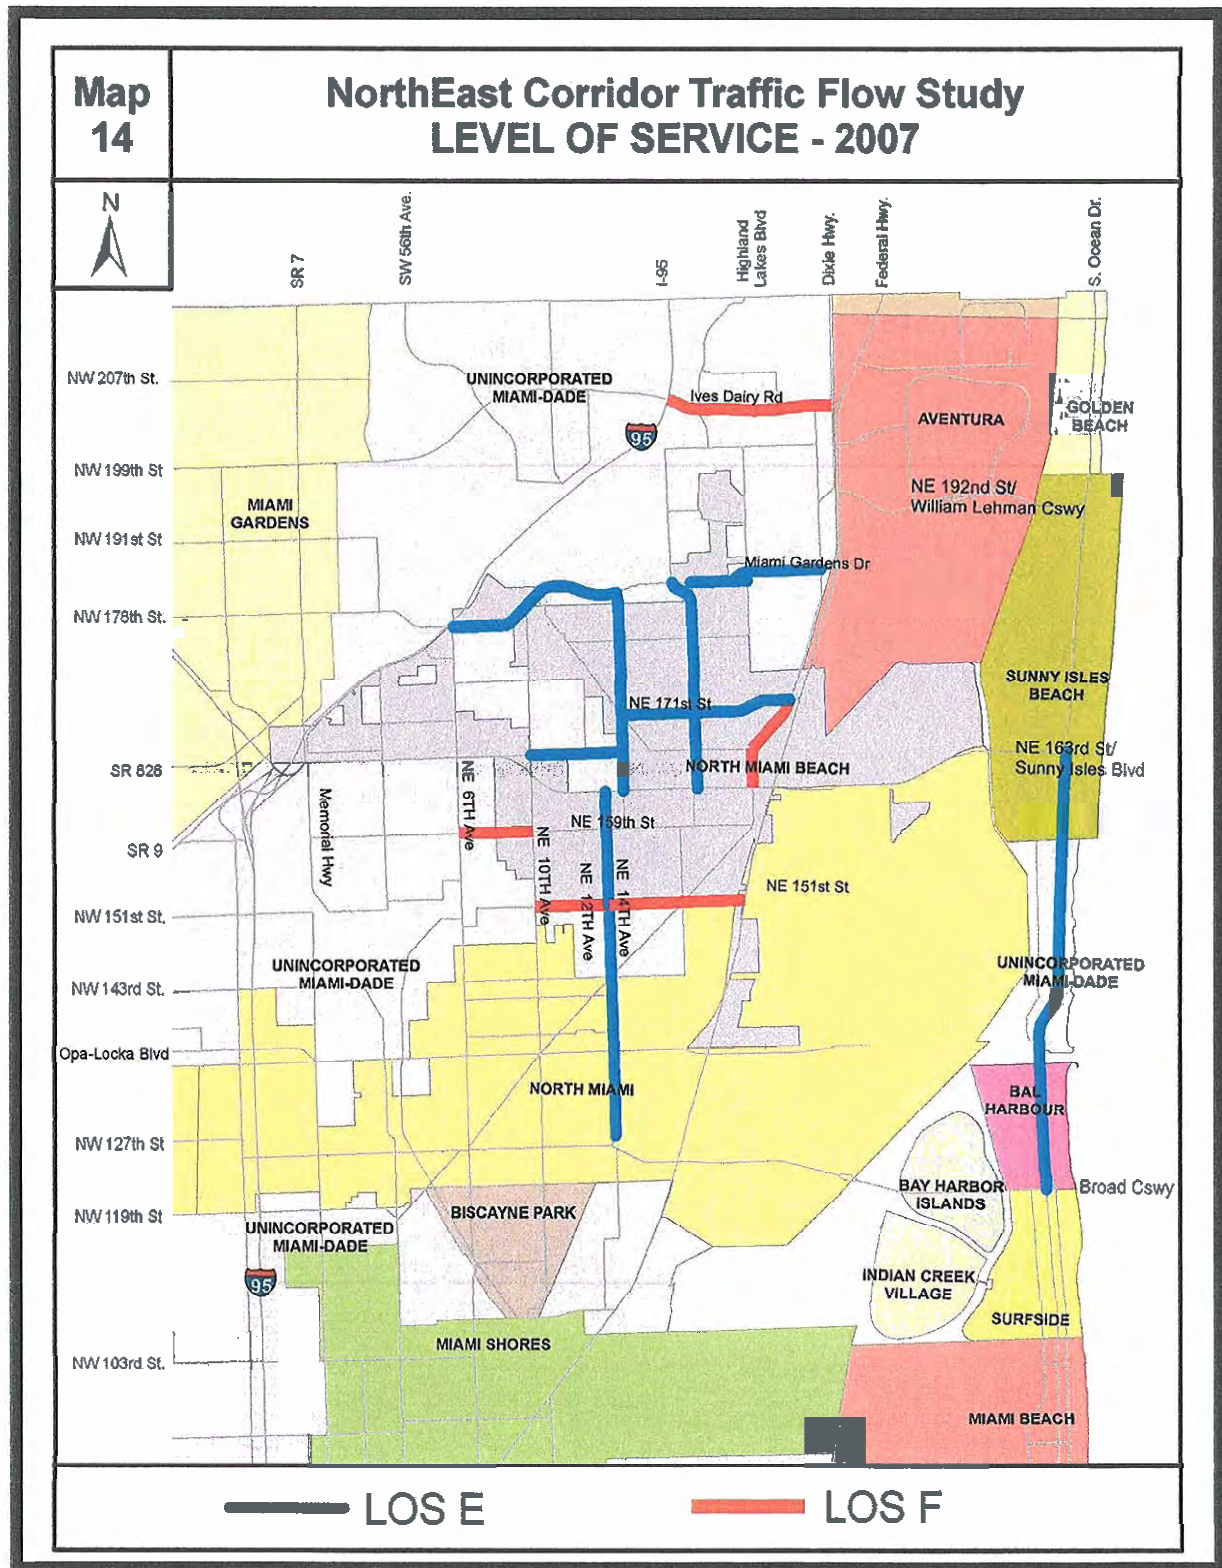 Map
14
NorthEast Corridor Traffic Flow Study
LEVEL OF SERVICE - 2007
N
SR 7
SW 56th Ave.
I-95
Highland
Lakes Blvd
Dixie Hwy.
Federal Hwy.
S. Ocean Dr.
NW 207th St.
UNINCORPORATED
MIAMI-DADE
Ives Dairy Rd
AVENTURA
GOLDEN
BEACH
95
NW 199th St
NE 192nd St/
William Lehman Cswy
MIAMI
GARDENS
NW 191st St
Miami Gardens Dr
NW 178th St.
SUNNY ISLES
BEACH
NE 171st St
NE 163rd St/
Sunny Isles Blvd
SR 826
NORTH MIAMI BEACH
NE 6TH Ave
Memorial Hwy
NE 159th St
SR 9
NE 10TH Ave
NE 12TH Ave
NE 14TH Ave
NE 151st St
NW 151st St.
UNINCORPORATED
MIAMI-DADE
UNINCORPORATED
MIAMI-DADE
NW 143rd St.
Opa-Locka Blvd
NORTH MIAMI
BAL
HARBOUR
NW 127th St
BAY HARBOR
ISLANDS
Broad Cswy
NW 119th St
BISCAYNE PARK
UNINCORPORATED
MIAMI-DADE
95
INDIAN CREEK
VILLAGE
SURFSIDE
MIAMI SHORES
NW 103rd St.
MIAMI BEACH
LOS E
LOS F